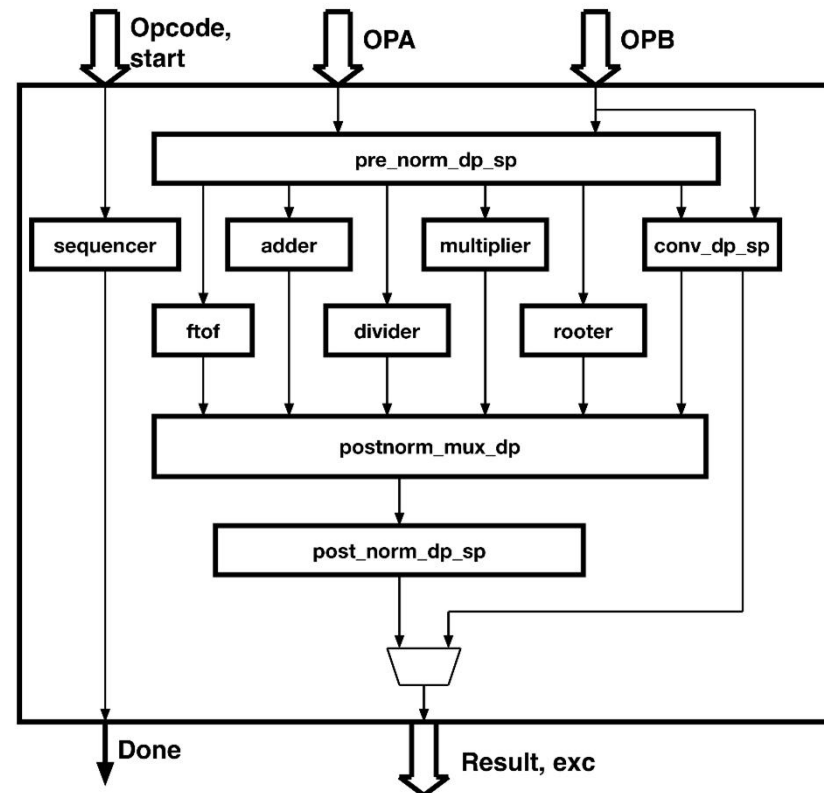 Opcode,
start
OPA
OPB
pre_norm_dp_sp
sequencer
adder
multiplier
conv_dp_sp
ftof
divider
rooter
postnorm_mux_dp
post_norm_dp_sp
Done
Result, exc